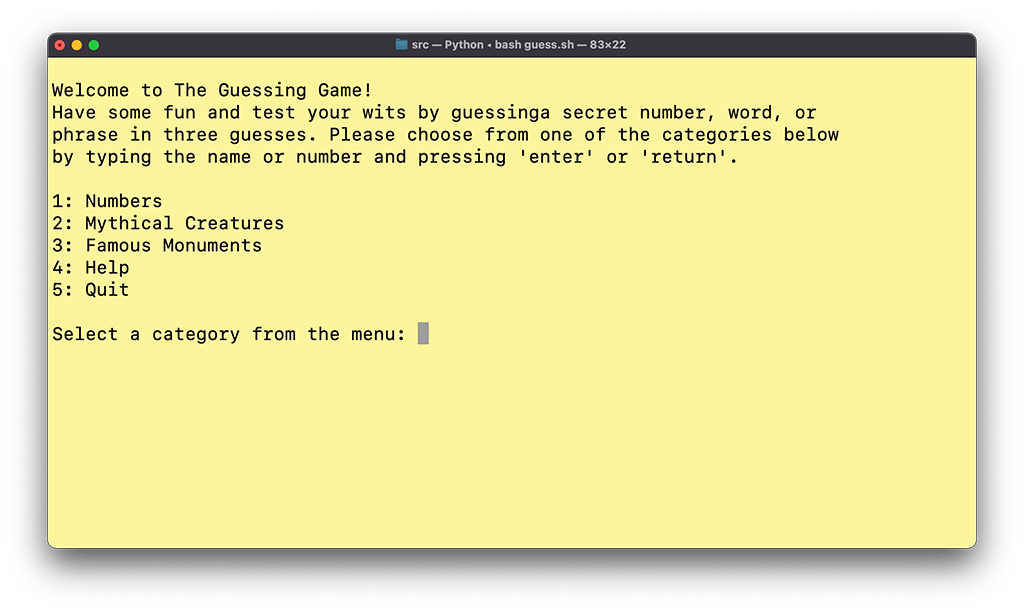 src — Python ◂ bash guess.sh — 83×22
Welcome to The Guessing Game!
Have some fun and test your wits by guessinga secret number, word, or
phrase in three guesses. Please choose from one of the categories below
by typing the name or number and pressing 'enter' or 'return'.
1: Numbers
2: Mythical Creatures
3: Famous Monuments
4: Help
5: Quit
Select a category from the menu: